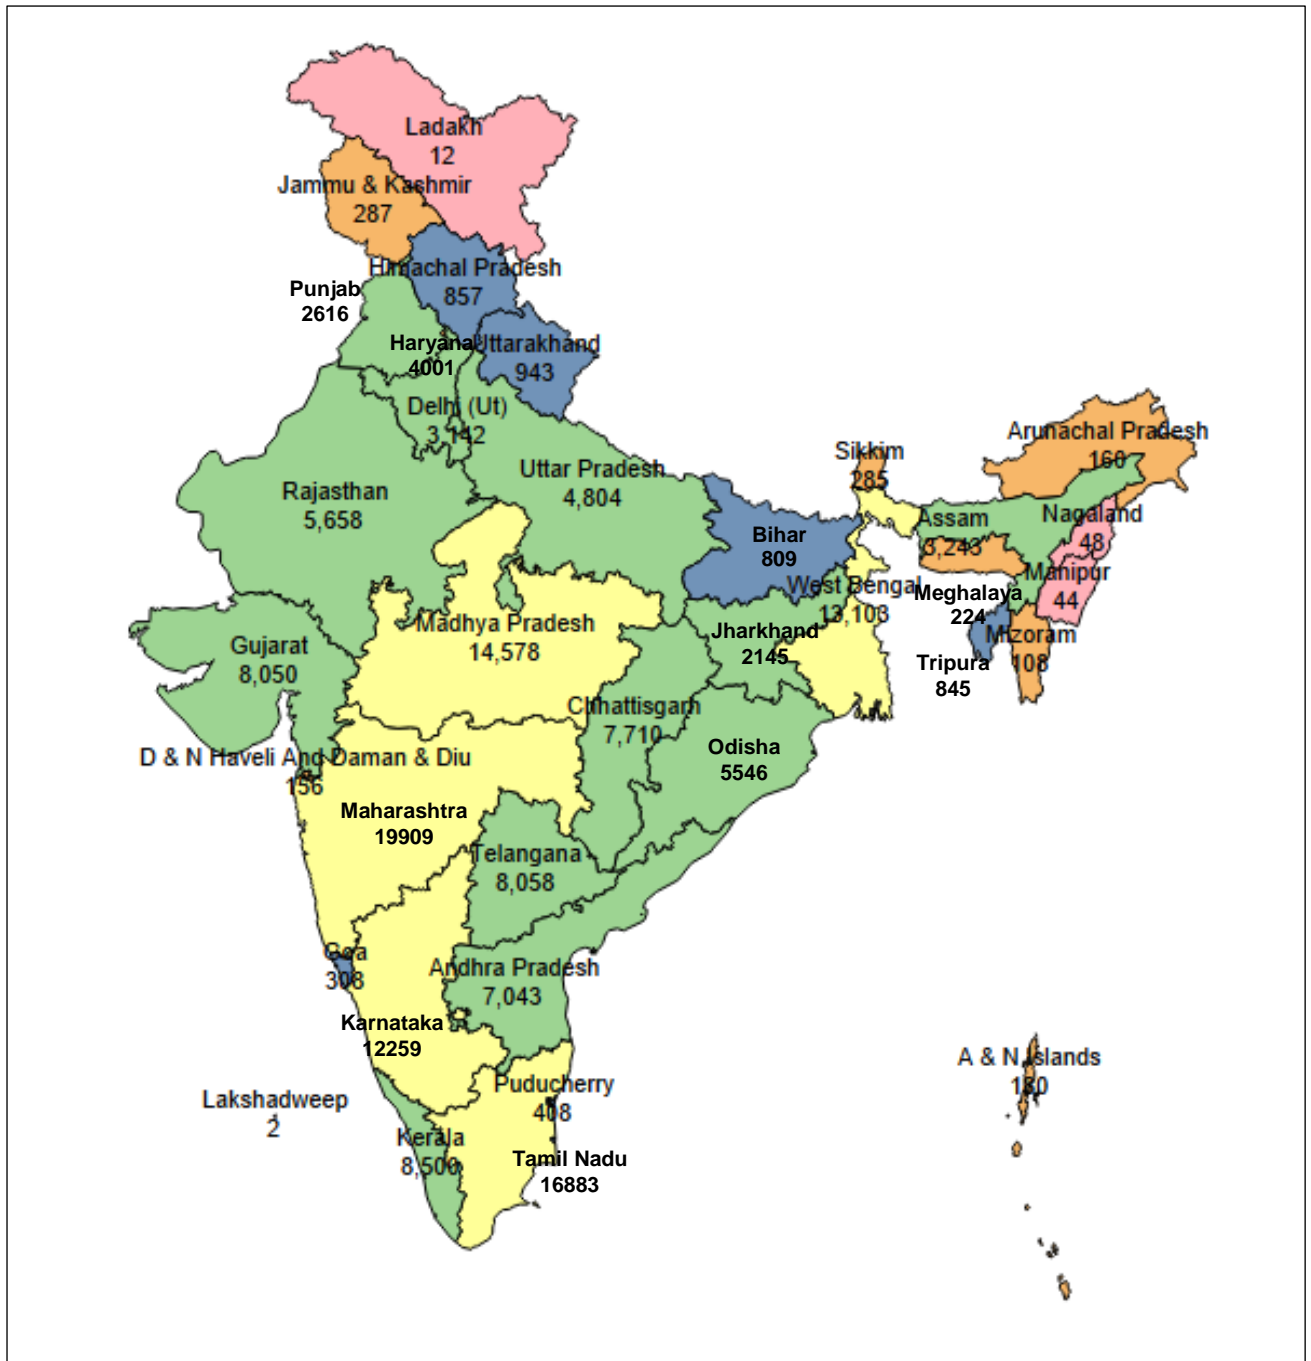 Ladakh
12
Jammu & Kashmir
287
Himachal Pradesh
857
Punjab
2616
Haryana
4001
Uttarakhand
943
Delhi (Ut)
3,142
Rajasthan
5,658
Uttar Pradesh
4,804
Sikkim
285
Arunachal Pradesh
160
Assam
3,243
Nagaland
48
Bihar
809
Manipur
44
Meghalaya
224
West Bengal
13,103
Mizoram
108
Tripura
845
Madhya Pradesh
14,578
Jharkhand
2145
Gujarat
8,050
Chhattisgarh
7,710
Odisha
5546
D & N Haveli And Daman & Diu
156
Maharashtra
19909
Telangana
8,058
Goa
308
Andhra Pradesh
7,043
Karnataka
12259
A & N Islands
180
Puducherry
408
Lakshadweep
2
Kerala
8,500
Tamil Nadu
16883